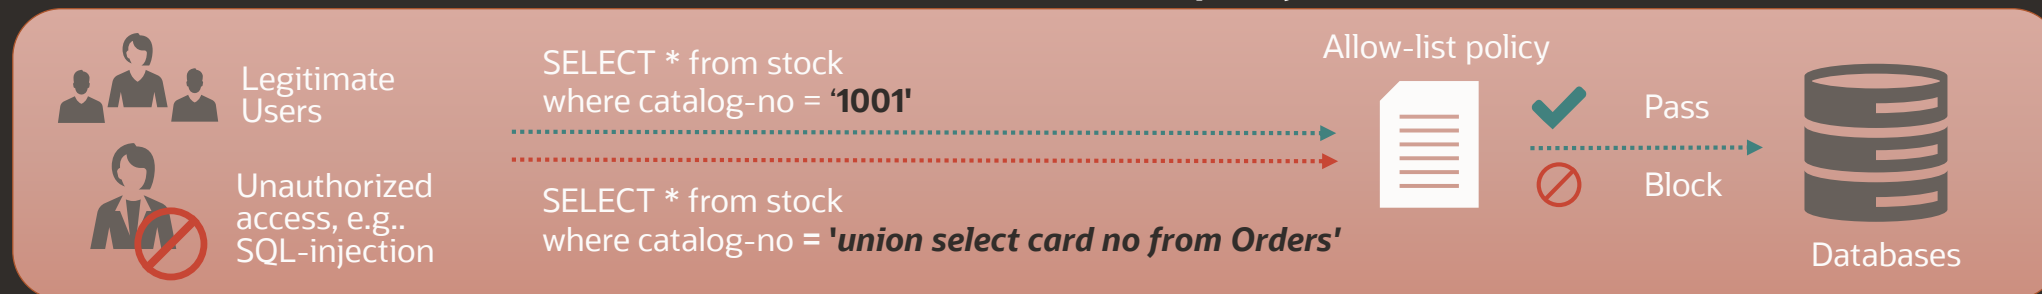 Legitimate
Users
SELECT * from stock
where catalog-no = ‘1001'
Allow-list policy
Pass
Unauthorized
access, e.g..
SQL-injection
SELECT * from stock
where catalog-no = 'union select card no from Orders'
Block
Databases